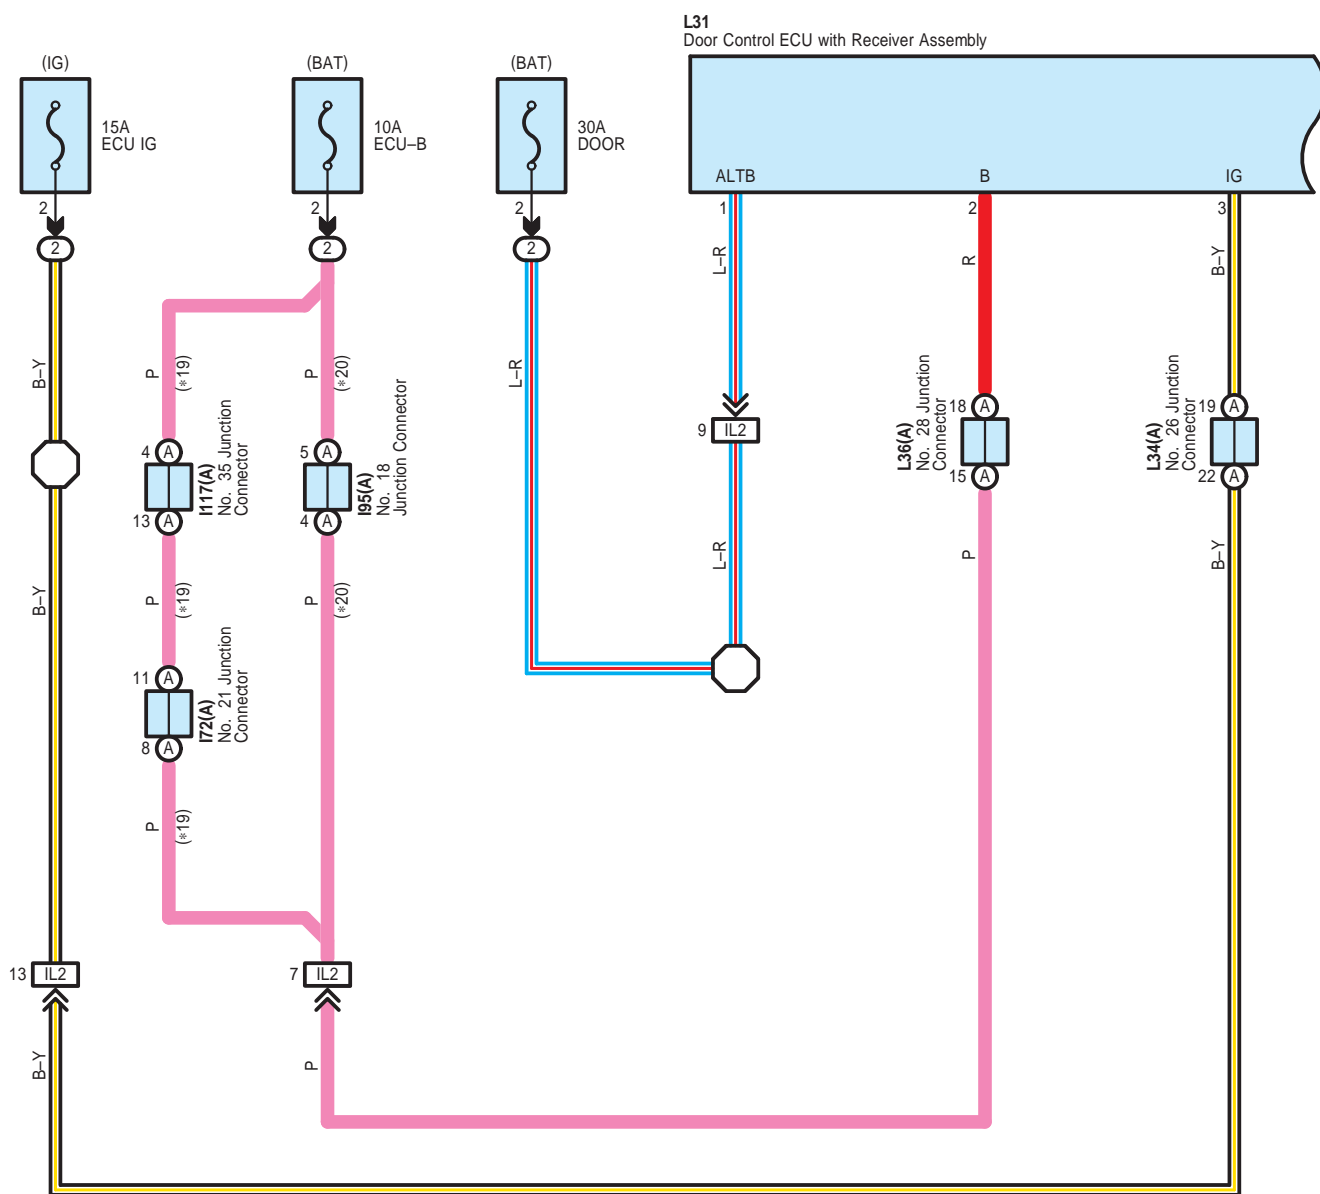 L31
Door Control ECU with Receiver Assembly
(IG)
(BAT)
(BAT)
15A
ECU IG
10A
ECU–B
30A
DOOR
ALTB
B
IG
2
2
2
1
2
3
2
2
2
L–R
R
B–Y
B–Y
P
(*19)
P
(*20)
L–R
18
A
19
A
9
IL2
L36(A)
No. 28 Junction
Connector
L34(A)
No. 26 Junction
Connector
15
A
22
A
4
A
5
A
I117(A)
No. 35 Junction
Connector
I95(A)
No. 18
Junction Connector
13
A
4
A
B–Y
P
(*19)
P
(*20)
L–R
P
B–Y
11
A
I72(A)
No. 21 Junction
Connector
8
A
P
(*19)
13
IL2
7
IL2
B–Y
P